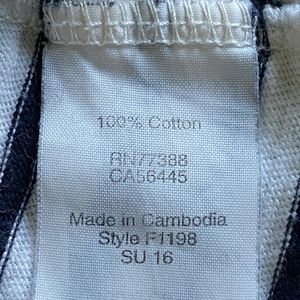 100% Cotton
RN77388
CA56445
Made in Cambodia
Style F1198
SU 16